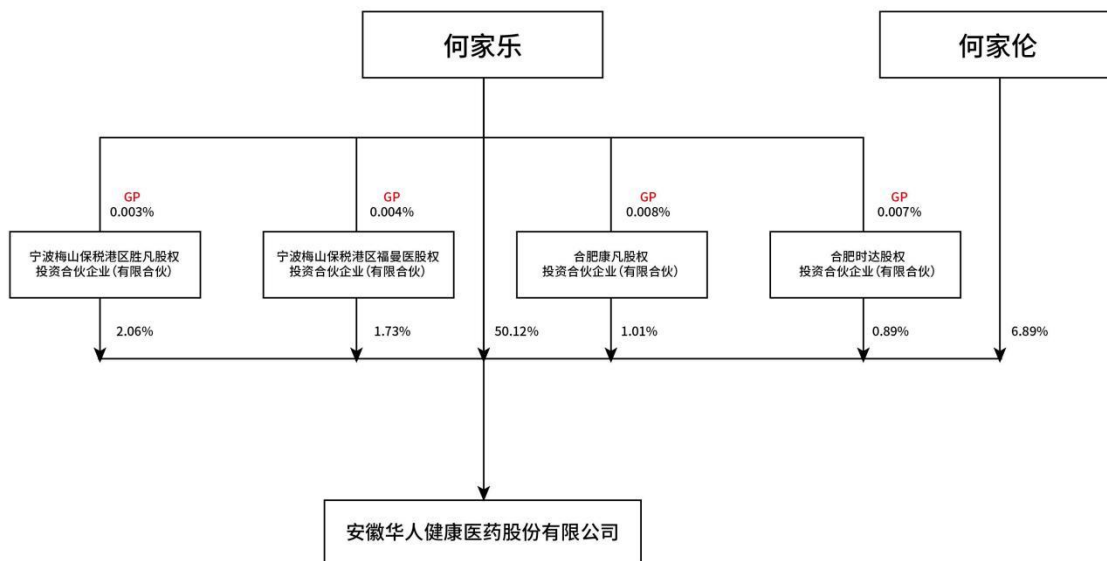 何家乐
何家伦
GP
0.003%
GP
0.004%
GP
0.008%
GP
0.007%
宁波梅山保税港区胜凡股权
投资合伙企业(有限合伙)
宁波梅山保税港区福曼医股权
投资合伙企业(有限合伙)
合肥康凡股权
投资合伙企业(有限合伙)
合肥时达股权
投资合伙企业(有限合伙)
2.06%
1.73%
50.12%
1.01%
0.89%
6.89%
安徽华人健康医药股份有限公司